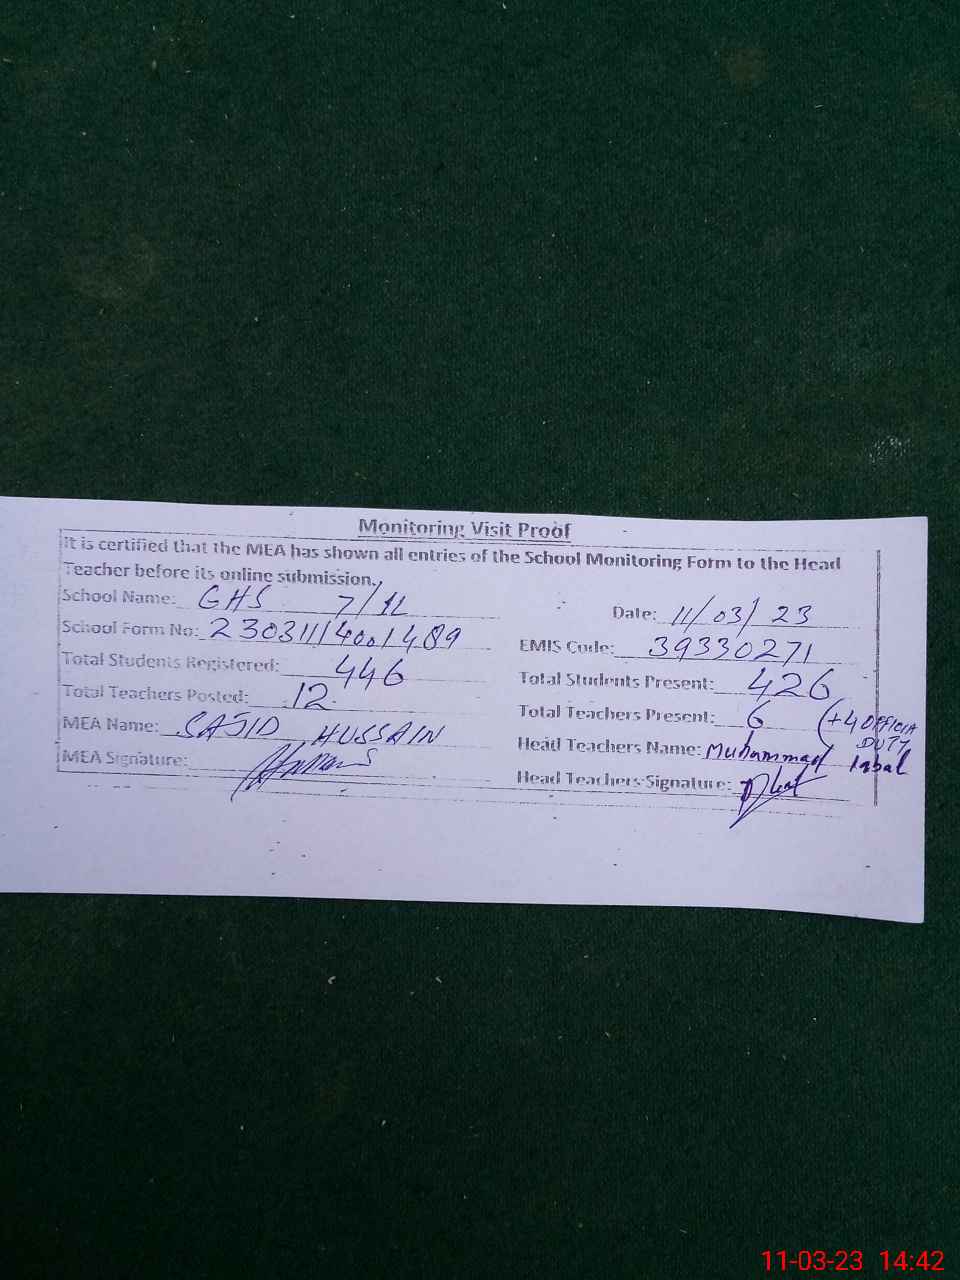 Monitoring Visit Proof
It is certified that the MEA has shown all entries of the School Monitoring Form to the Head
Teacher before its online submission.
School Name: GHS 7/11
Date: 11/03/23
School Form No: 23031114001489
EMIS Code: 39330271
Total Students Registered: 446
Total Students Present: 426
Total Teachers Posted: 12
Total Teachers Present: 6 (+4 OFFICIA
DUTY
MEA Name: SAJID HUSSAIN
Head Teachers Name: Muhammad Iqbal
MEA Signature:
Head Teachers Signature:
11-03-23 14:42